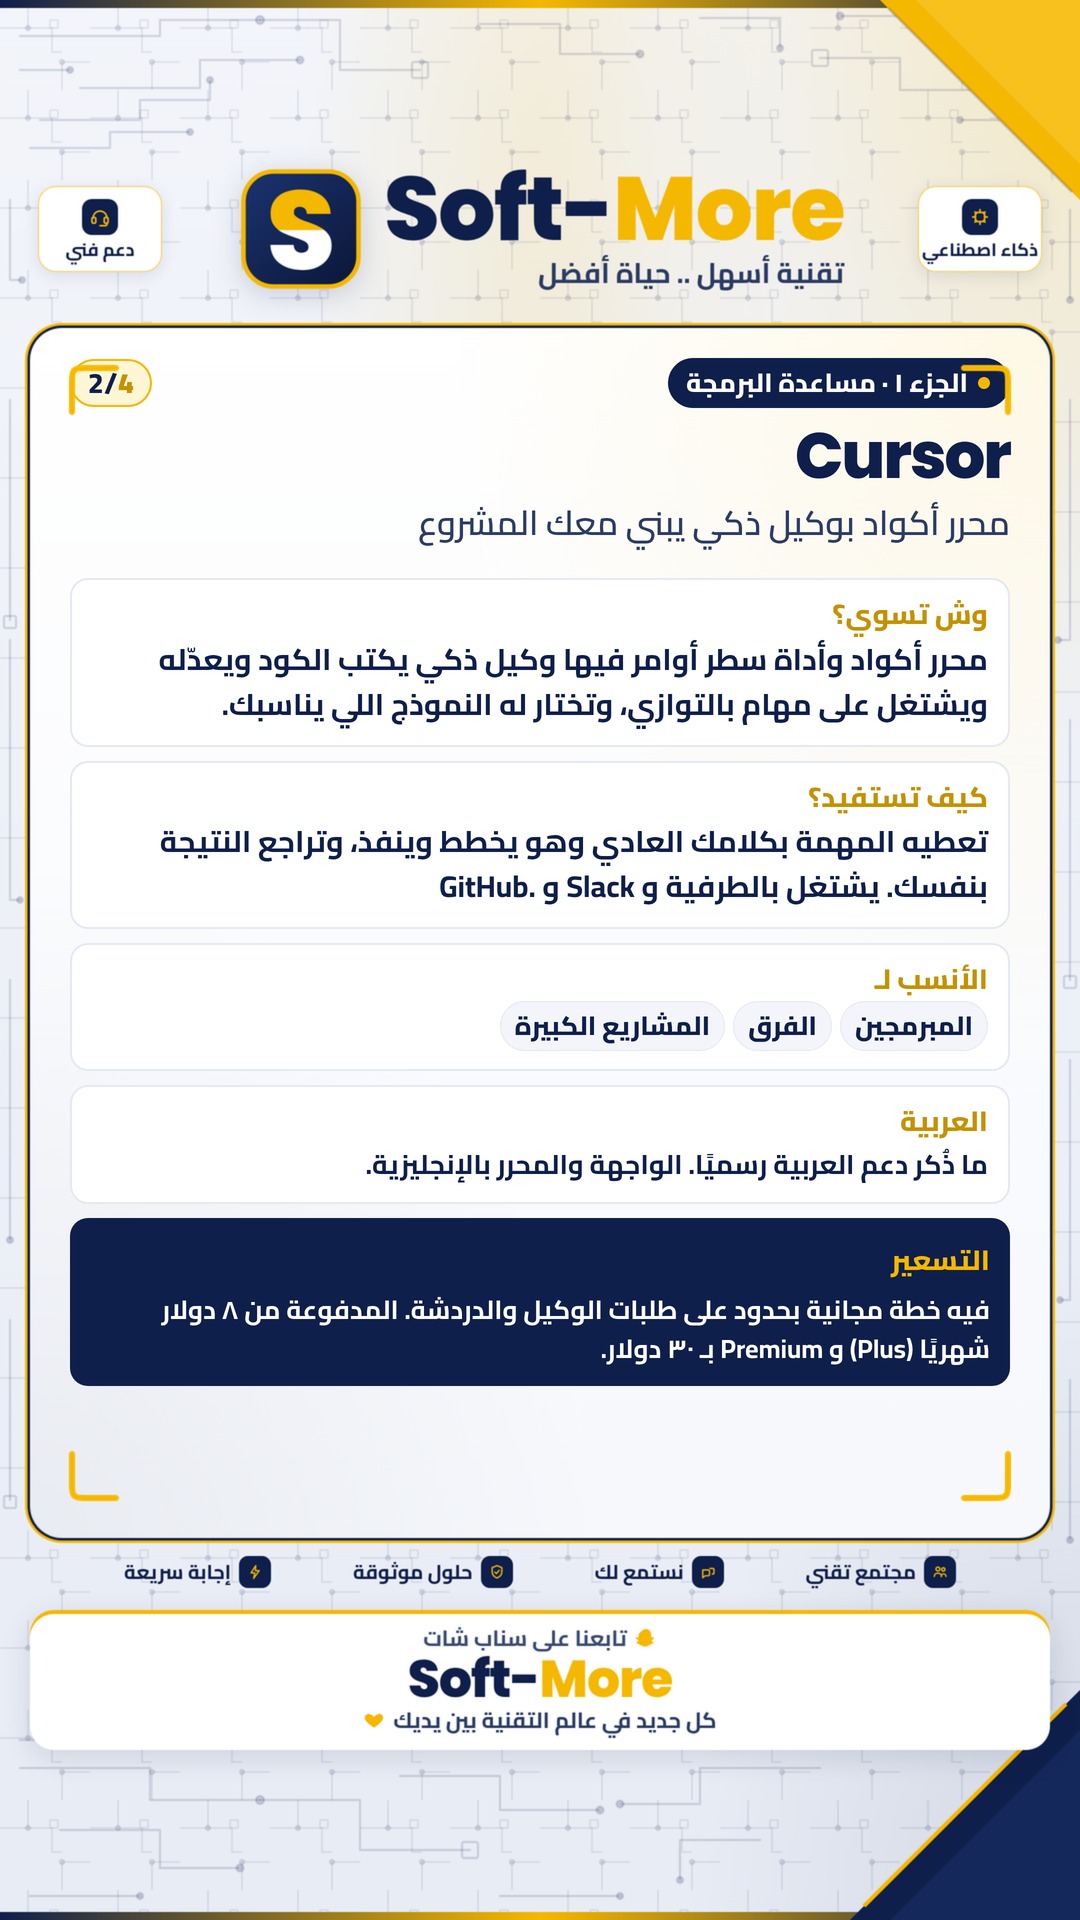 ذكاء اصطناعي
Soft-More
تقنية أسهل .. حياة أفضل
S
دعم فني
الجزء ١ · مساعدة البرمجة
2/4
Cursor
محرر أكواد بوكيل ذكي يبني معك المشروع
وش تسوي؟
محرر أكواد وأداة سطر أوامر فيها وكيل ذكي يكتب الكود ويعدّله
ويشتغل على مهام بالتوازي، وتختار له النموذج اللي يناسبك.
كيف تستفيد؟
تعطيه المهمة بكلامك العادي وهو يخطط وينفذ، وتراجع النتيجة
بنفسك. يشتغل بالطرفية و Slack و GitHub.
الأنسب لـ
المبرمجين
الفرق
المشاريع الكبيرة
العربية
ما ذُكر دعم العربية رسميًا. الواجهة والمحرر بالإنجليزية.
التسعير
فيه خطة مجانية بحدود على طلبات الوكيل والدردشة. المدفوعة من ٨ دولار
شهريًا (Plus) و Premium بـ ٣٠ دولار.
مجتمع تقني
نستمع لك
حلول موثوقة
إجابة سريعة
تابعنا على سناب شات
Soft-More
كل جديد في عالم التقنية بين يديك